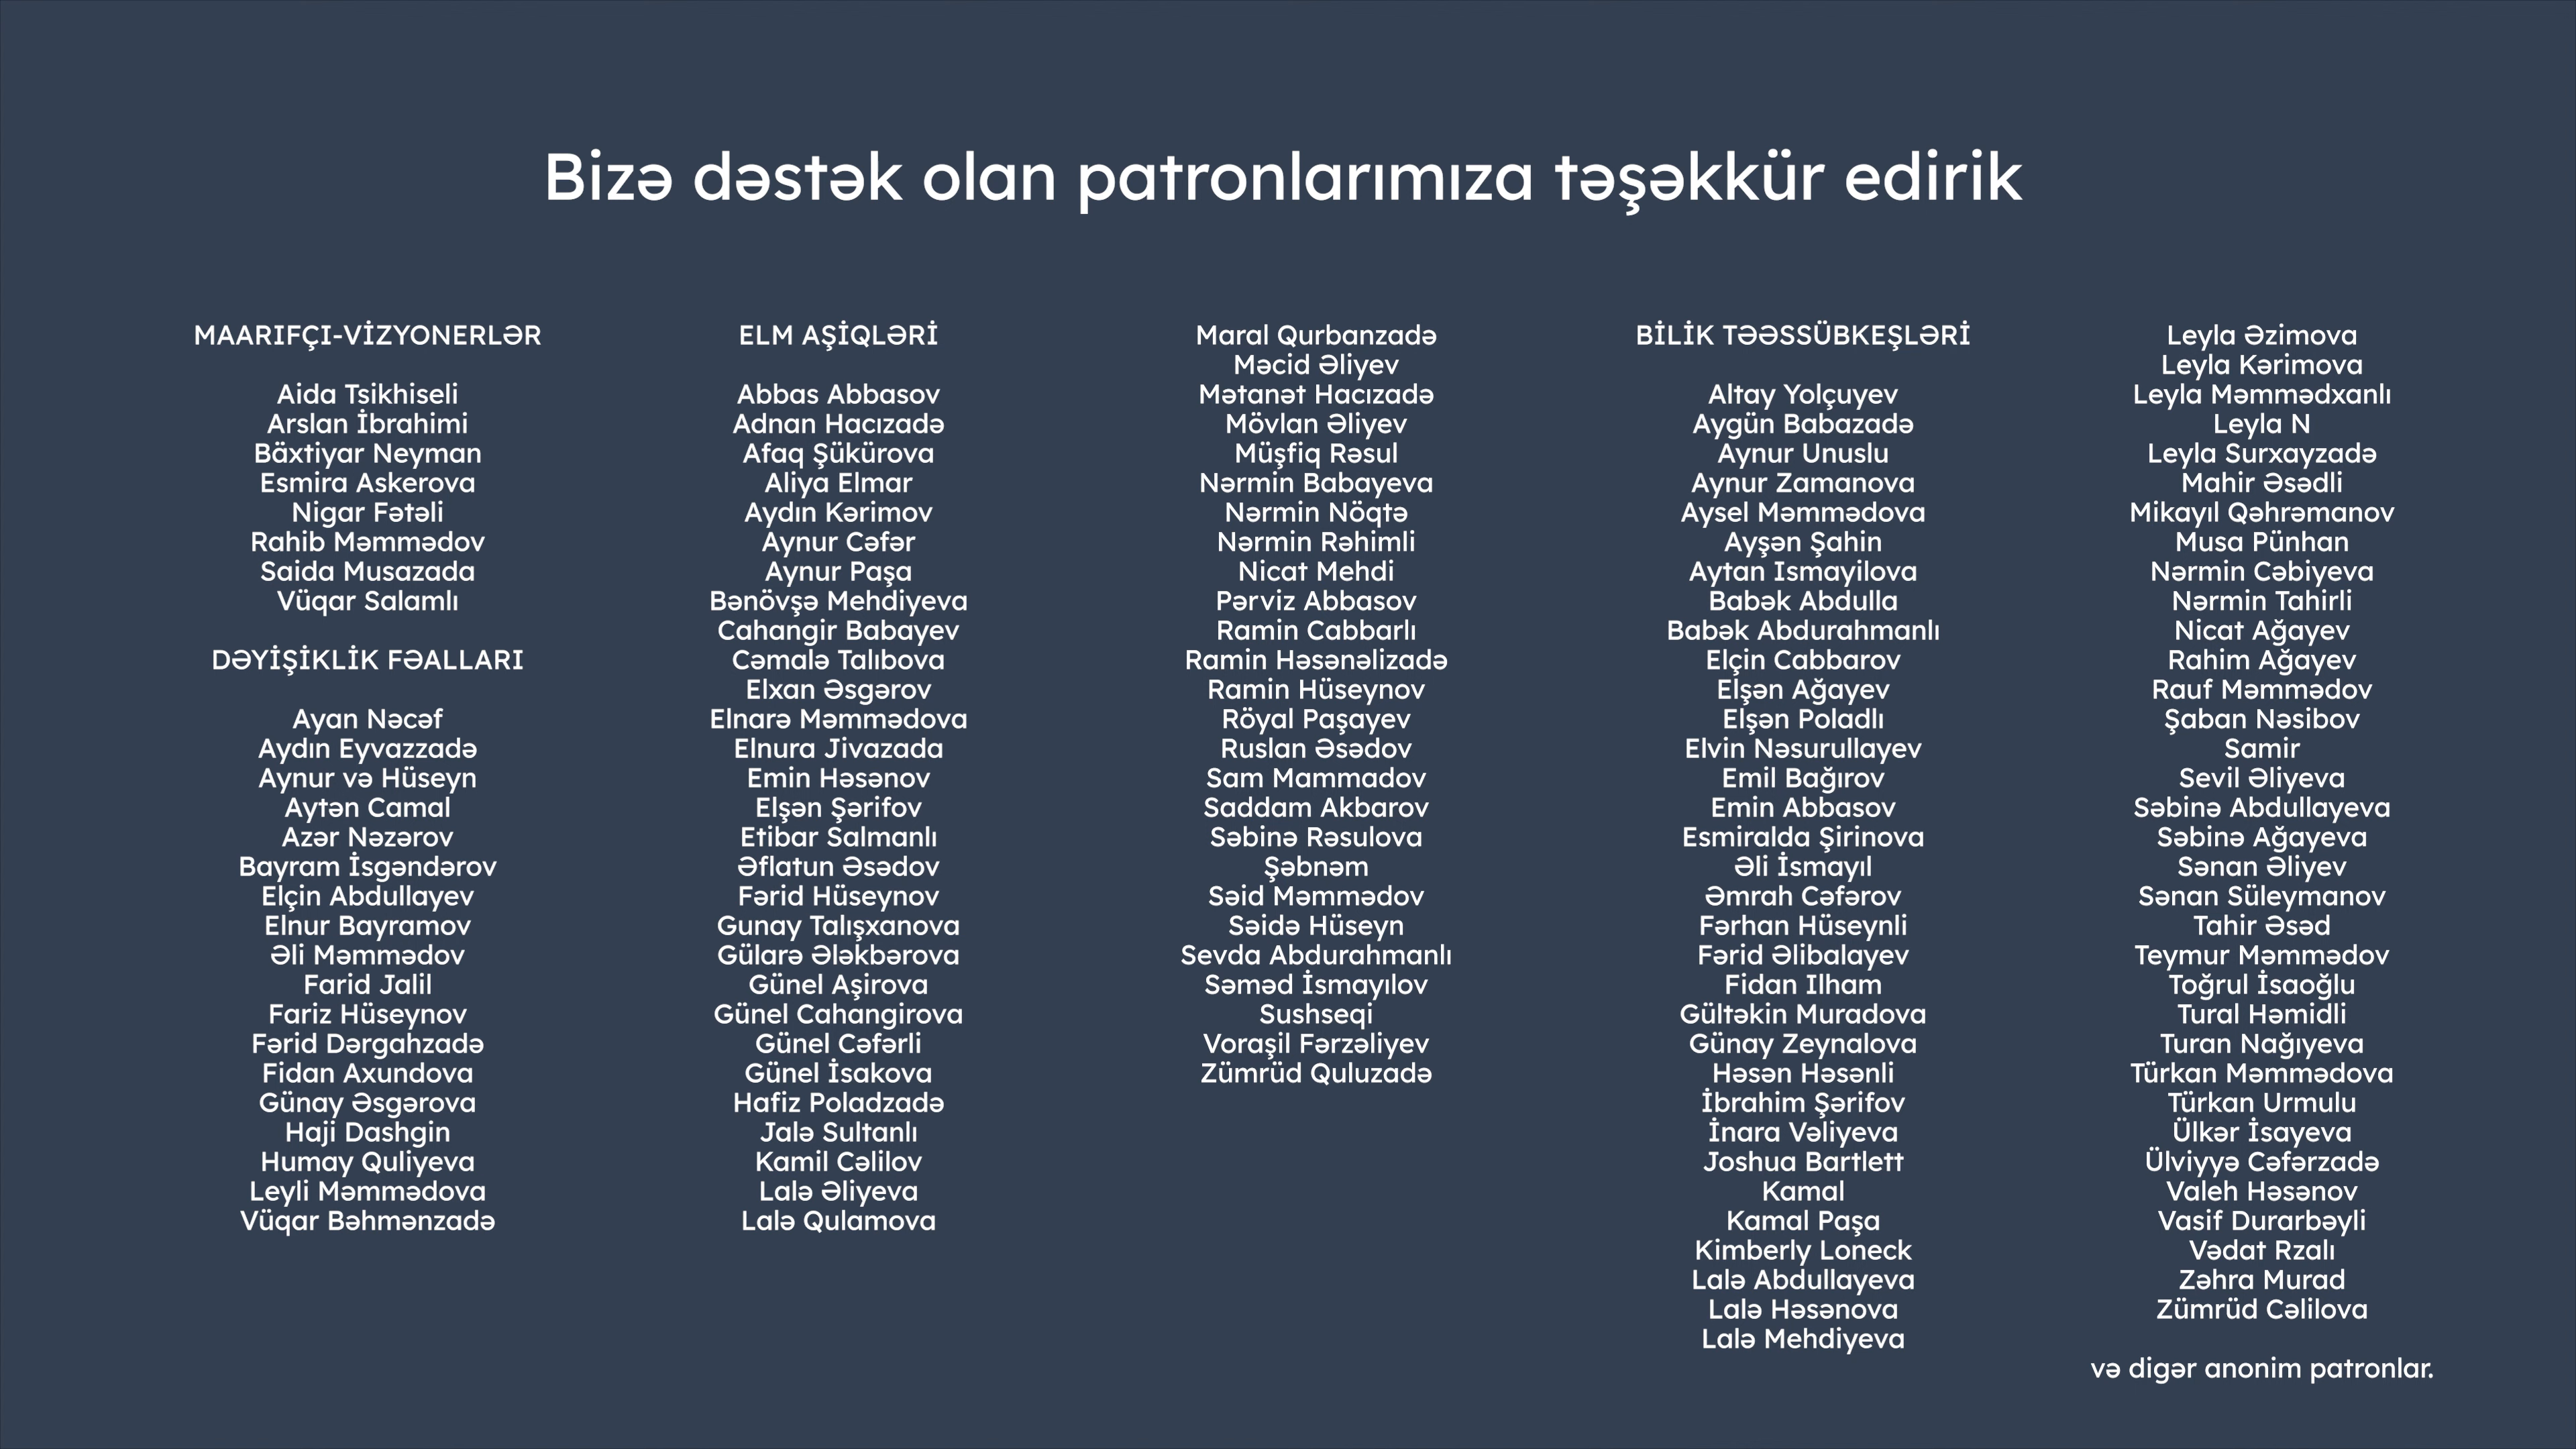 Bizə dəstək olan patronlarımıza təşəkkür edirik
MAARIFÇI-VİZYONERLƏR
Aida Tsikhiseli
Arslan İbrahimi
Bäxtiyar Neyman
Esmira Askerova
Nigar Fətəli
Rahib Məmmədov
Saida Musazada
Vüqar Salamlı
DƏYİŞİKLİK FƏALLARI
Ayan Nəcəf
Aydın Eyvazzadə
Aynur və Hüseyn
Aytən Camal
Azər Nəzərov
Bayram İsgəndərov
Elçin Abdullayev
Elnur Bayramov
Əli Məmmədov
Farid Jalil
Fariz Hüseynov
Fərid Dərgahzadə
Fidan Axundova
Günay Əsgərova
Haji Dashgin
Humay Quliyeva
Leyli Məmmədova
Vüqar Bəhmənzadə
ELM AŞİQLƏRİ
Abbas Abbasov
Adnan Hacızadə
Afaq Şükürova
Aliya Elmar
Aydın Kərimov
Aynur Cəfər
Aynur Paşa
Bənövşə Mehdiyeva
Cahangir Babayev
Cəmalə Talıbova
Elxan Əsgərov
Elnarə Məmmədova
Elnura Jivazada
Emin Həsənov
Elşən Şərifov
Etibar Salmanlı
Əflatun Əsədov
Fərid Hüseynov
Gunay Talışxanova
Gülarə Ələkbərova
Günel Aşirova
Günel Cahangirova
Günel Cəfərli
Günel İsakova
Hafiz Poladzadə
Jalə Sultanlı
Kamil Cəlilov
Lalə Əliyeva
Lalə Qulamova
Maral Qurbanzadə
Məcid Əliyev
Mətanət Hacızadə
Mövlan Əliyev
Müşfiq Rəsul
Nərmin Babayeva
Nərmin Nöqtə
Nərmin Rəhimli
Nicat Mehdi
Pərviz Abbasov
Ramin Cabbarlı
Ramin Həsənəlizadə
Ramin Hüseynov
Röyal Paşayev
Ruslan Əsədov
Sam Mammadov
Saddam Akbarov
Səbinə Rəsulova
Şəbnəm
Səid Məmmədov
Səidə Hüseyn
Sevda Abdurahmanlı
Səməd İsmayılov
Sushseqi
Voraşil Fərzəliyev
Zümrüd Quluzadə
BİLİK TƏƏSSÜBKEŞLƏRİ
Altay Yolçuyev
Aygün Babazadə
Aynur Unuslu
Aynur Zamanova
Aysel Məmmədova
Ayşən Şahin
Aytan Ismayilova
Babək Abdulla
Babək Abdurahmanlı
Elçin Cabbarov
Elşən Ağayev
Elşən Poladlı
Elvin Nəsurullayev
Emil Bağırov
Emin Abbasov
Esmiralda Şirinova
Əli İsmayıl
Əmrah Cəfərov
Fərhan Hüseynli
Fərid Əlibalayev
Fidan Ilham
Gültəkin Muradova
Günay Zeynalova
Həsən Həsənli
İbrahim Şərifov
İnara Vəliyeva
Joshua Bartlett
Kamal
Kamal Paşa
Kimberly Loneck
Lalə Abdullayeva
Lalə Həsənova
Lalə Mehdiyeva
Leyla Əzimova
Leyla Kərimova
Leyla Məmmədxanlı
Leyla N
Leyla Surxayzadə
Mahir Əsədli
Mikayıl Qəhrəmanov
Musa Pünhan
Nərmin Cəbiyeva
Nərmin Tahirli
Nicat Ağayev
Rahim Ağayev
Rauf Məmmədov
Şaban Nəsibov
Samir
Sevil Əliyeva
Səbinə Abdullayeva
Səbinə Ağayeva
Sənan Əliyev
Sənan Süleymanov
Tahir Əsəd
Teymur Məmmədov
Toğrul İsaoğlu
Tural Həmidli
Turan Nağıyeva
Türkan Məmmədova
Türkan Urmulu
Ülkər İsayeva
Ülviyyə Cəfərzadə
Valeh Həsənov
Vasif Durarbəyli
Vədat Rzalı
Zəhra Murad
Zümrüd Cəlilova
və digər anonim patronlar.